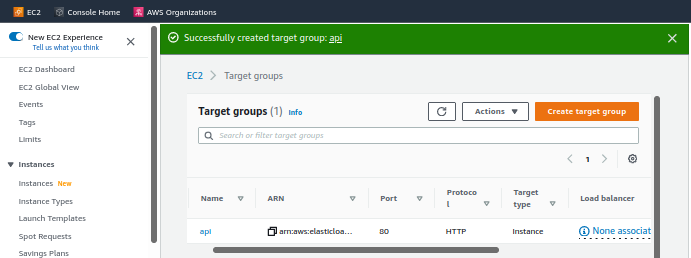 EC2 Console Home AWS Organizations
New EC2 Experience
Tell us what you think
EC2 Dashboard
EC2 Global View
Events
Tags
Limits
Instances
Instances New
Instance Types
Launch Templates
Spot Requests
Savings Plans
Successfully created target group: api
EC2 Target groups
Target groups (1) Info
Actions
Create target group
Search or filter target groups
1
Name ARN Port Protoco
l Target
type Load balancer
api arn:aws:elasticloa... 80 HTTP Instance None associat